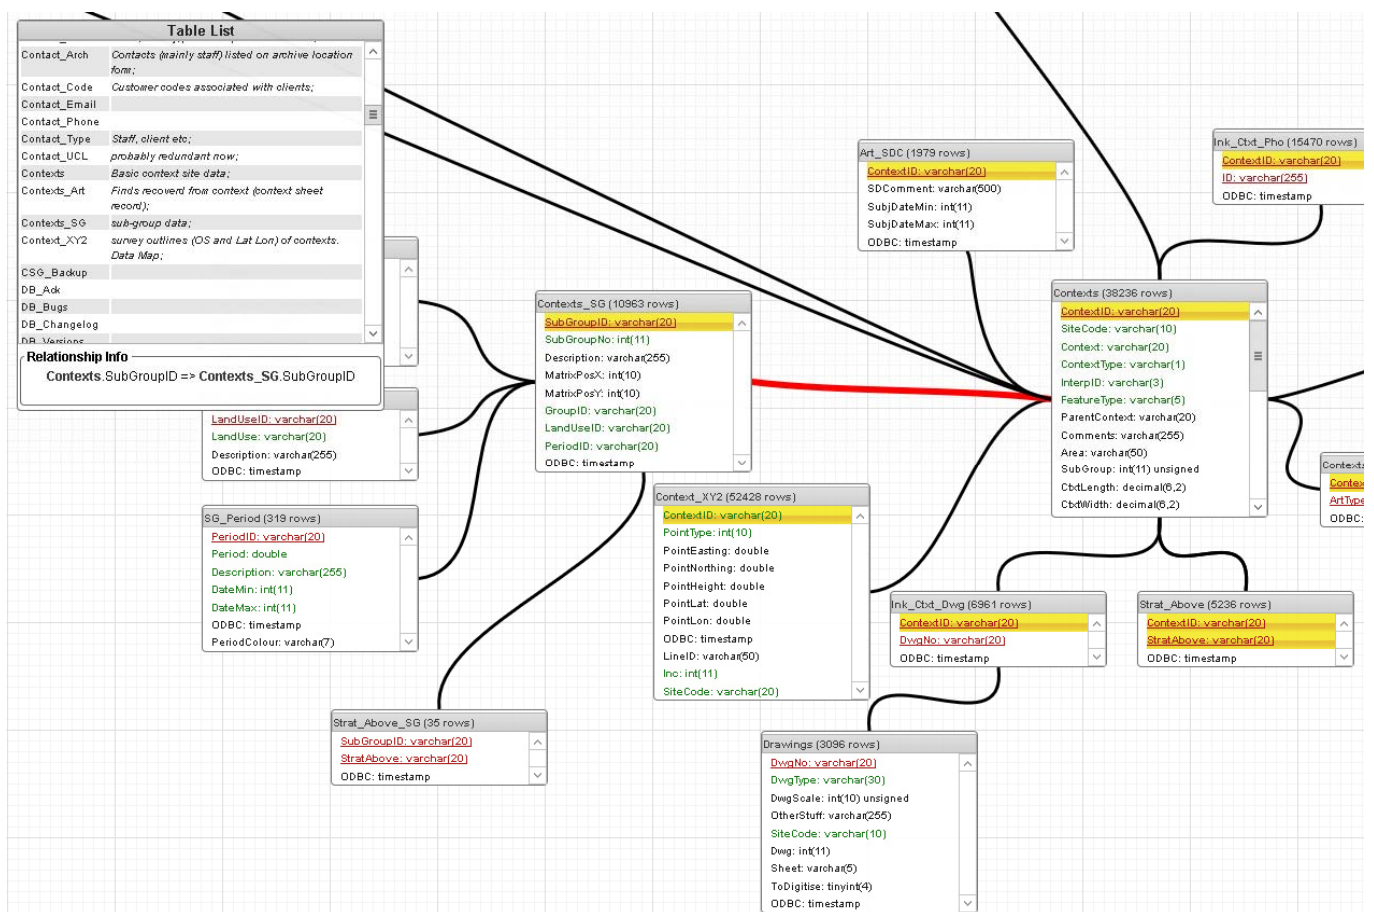 Table List
Contact_Arch Contacts (mainly staff) listed on archive location
form;
Contact_Code Customer codes associated with clients;
Contact_Email
Contact_Phone
Contact_Type Staff, client etc;
Contact_UCL probably redundant now;
Contexts Basic context site data;
Contexts_Art Finds recoverd from context (context sheet
record);
Contexts_SG sub-group data;
Context_XY2 survey outlines (OS and Lat Lon) of contexts.
Data Map;
CSG_Backup
DB_Ack
DB_Bugs
DB_Changelog
DB_Versions
Relationship Info
Contexts.SubGroupID => Contexts_SG.SubGroupID
LandUseID: varchar(20)
LandUse: varchar(20)
Description: varchar(255)
ODBC: timestamp
SG_Period (319 rows)
PeriodID: varchar(20)
Period: double
Description: varchar(255)
DateMin: int(11)
DateMax: int(11)
ODBC: timestamp
PeriodColour: varchar(7)
Strat_Above_SG (35 rows)
SubGroupID: varchar(20)
StratAbove: varchar(20)
ODBC: timestamp
Contexts_SG (10963 rows)
SubGroupID: varchar(20)
SubGroupNo: int(11)
Description: varchar(255)
MatrixPosX: int(10)
MatrixPosY: int(10)
GroupID: varchar(20)
LandUseID: varchar(20)
PeriodID: varchar(20)
ODBC: timestamp
Context_XY2 (52428 rows)
ContextID: varchar(20)
PointType: int(10)
PointEasting: double
PointNorthing: double
PointHeight: double
PointLat: double
PointLon: double
ODBC: timestamp
LineID: varchar(50)
Inc: int(11)
SiteCode: varchar(20)
Art_SDC (1979 rows)
ContextID: varchar(20)
SDComment: varchar(500)
SubjDateMin: int(11)
SubjDateMax: int(11)
ODBC: timestamp
lnk_Ctxt_Pho (15470 rows)
ContextID: varchar(20)
ID: varchar(255)
ODBC: timestamp
Contexts (38236 rows)
ContextID: varchar(20)
SiteCode: varchar(10)
Context: varchar(20)
ContextType: varchar(1)
InterpID: varchar(3)
FeatureType: varchar(5)
ParentContext: varchar(20)
Comments: varchar(255)
Area: varchar(50)
SubGroup: int(11) unsigned
CtxtLength: decimal(6,2)
CtxtWidth: decimal(6,2)
Contexts
Contex
ArtType
ODBC:
lnk_Ctxt_Dwg (6961 rows)
ContextID: varchar(20)
DwgNo: varchar(20)
ODBC: timestamp
Strat_Above (5236 rows)
ContextID: varchar(20)
StratAbove: varchar(20)
ODBC: timestamp
Drawings (3096 rows)
DwgNo: varchar(20)
DwgType: varchar(30)
DwgScale: int(10) unsigned
OtherStuff: varchar(255)
SiteCode: varchar(10)
Dwg: int(11)
Sheet: varchar(5)
ToDigitise: tinyint(4)
ODBC: timestamp